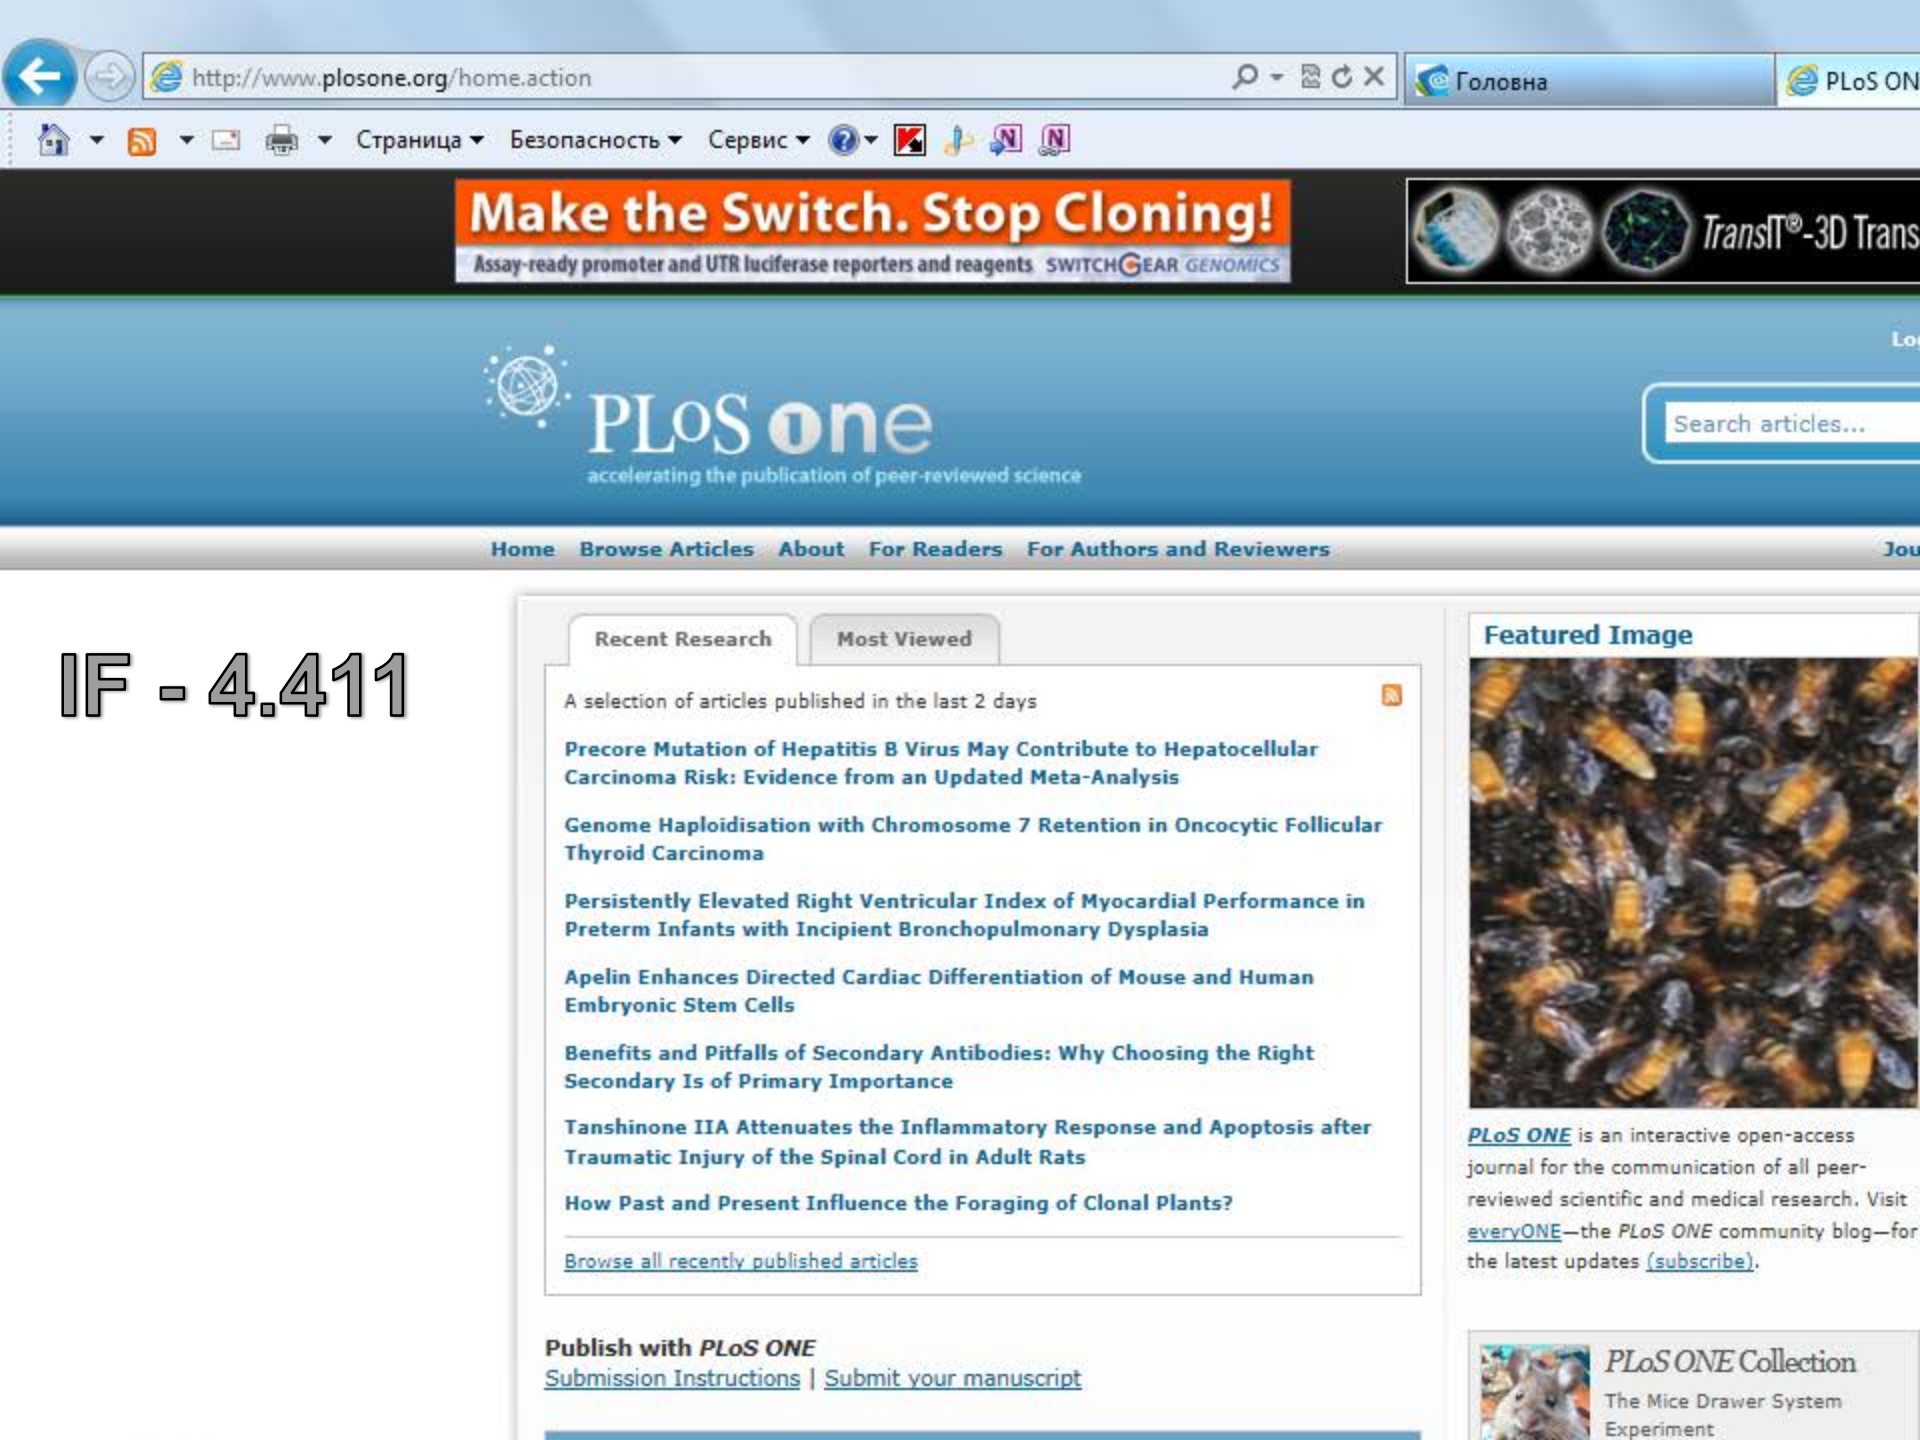 http://www.plosone.org/home.action
Головна
PLoS ON
Страница
Безопасность
Сервис
Make the Switch. Stop Cloning!
Assay-ready promoter and UTR luciferase reporters and reagents SWITCHGEAR GENOMICS
TransIT®-3D Trans
Log
PLoS one
accelerating the publication of peer-reviewed science
Search articles...
Home Browse Articles About For Readers For Authors and Reviewers
Jou
IF - 4.411
Recent Research
Most Viewed
A selection of articles published in the last 2 days
Precore Mutation of Hepatitis B Virus May Contribute to Hepatocellular
Carcinoma Risk: Evidence from an Updated Meta-Analysis
Genome Haploidisation with Chromosome 7 Retention in Oncocytic Follicular
Thyroid Carcinoma
Persistently Elevated Right Ventricular Index of Myocardial Performance in
Preterm Infants with Incipient Bronchopulmonary Dysplasia
Apelin Enhances Directed Cardiac Differentiation of Mouse and Human
Embryonic Stem Cells
Benefits and Pitfalls of Secondary Antibodies: Why Choosing the Right
Secondary Is of Primary Importance
Tanshinone IIA Attenuates the Inflammatory Response and Apoptosis after
Traumatic Injury of the Spinal Cord in Adult Rats
How Past and Present Influence the Foraging of Clonal Plants?
Browse all recently published articles
Publish with PLoS ONE
Submission Instructions | Submit your manuscript
Featured Image
PLoS ONE is an interactive open-access
journal for the communication of all peer-
reviewed scientific and medical research. Visit
everyONE—the PLoS ONE community blog—for
the latest updates (subscribe).
PLoS ONE Collection
The Mice Drawer System
Experiment